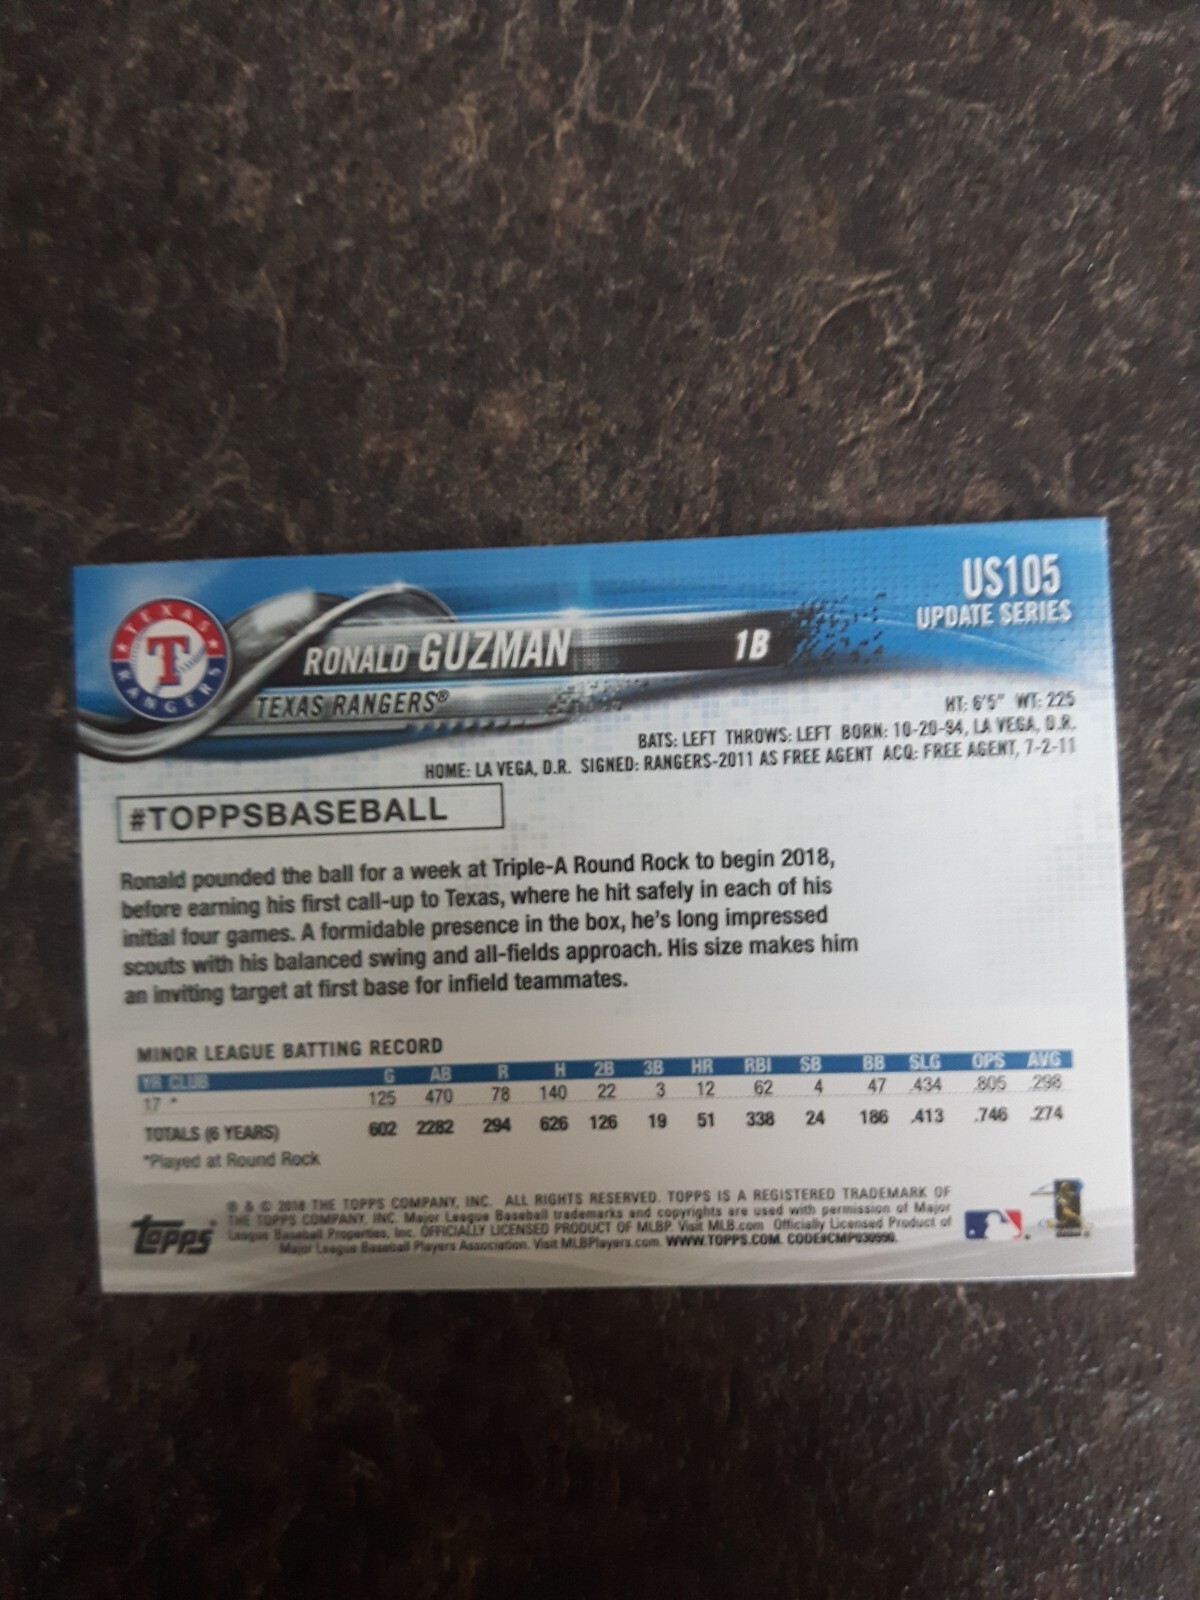 US105
UPDATE SERIES
TEXAS
T
RANGERS
RONALD GUZMAN 1B
TEXAS RANGERS®
HT: 6'5" WT: 225
BATS: LEFT THROWS: LEFT BORN: 10-20-94, LA VEGA, D.R.
HOME: LA VEGA, D.R. SIGNED: RANGERS-2011 AS FREE AGENT ACQ: FREE AGENT, 7-2-11
#TOPPSBASEBALL
Ronald pounded the ball for a week at Triple-A Round Rock to begin 2018,
before earning his first call-up to Texas, where he hit safely in each of his
initial four games. A formidable presence in the box, he's long impressed
scouts with his balanced swing and all-fields approach. His size makes him
an inviting target at first base for infield teammates.
MINOR LEAGUE BATTING RECORD
YR CLUB G AB R H 2B 3B HR RBI SB BB SLG OPS AVG
17 * 125 470 78 140 22 3 12 62 4 47 .434 .805 .298
TOTALS (6 YEARS) 602 2282 294 626 126 19 51 338 24 186 .413 .746 .274
*Played at Round Rock
® & © 2018 THE TOPPS COMPANY, INC. ALL RIGHTS RESERVED. TOPPS IS A REGISTERED TRADEMARK OF
THE TOPPS COMPANY, INC. Major League Baseball trademarks and copyrights are used with permission of Major
League Baseball Properties, Inc. OFFICIALLY LICENSED PRODUCT OF MLBP. Visit MLB.com Officially Licensed Product of
Major League Baseball Players Association. Visit MLBPlayers.com. WWW.TOPPS.COM. CODE#CMP030990.
Topps